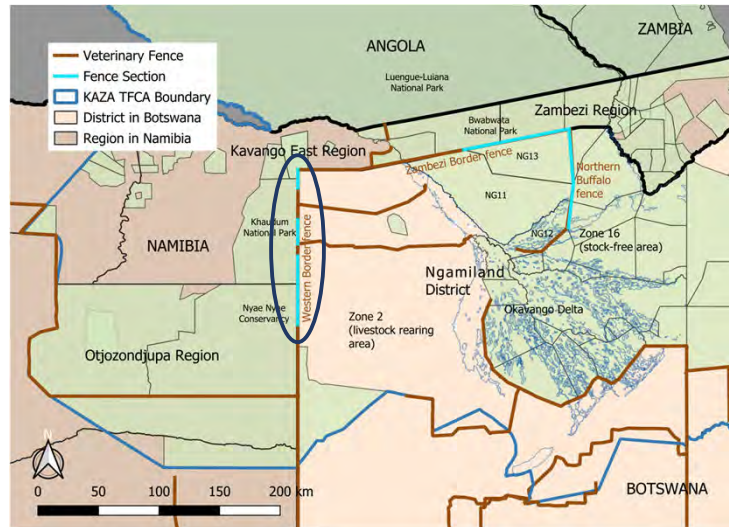 ANGOLA
ZAMBIA
Veterinary Fence
Fence Section
KAZA TFCA Boundary
District in Botswana
Region in Namibia
Luengue-Luiana
National Park
Bwabwata
National Park
Zambezi Region
Kavango East Region
Zambezi Border fence
NG13
Northern
Buffalo
fence
NG11
Khaudum
National Park
NAMIBIA
Western Border fence
NG12
Zone 16
(stock-free area)
Ngamiland
District
Nyae Nyae
Conservancy
Zone 2
(livestock rearing
area)
Okavango Delta
Otjozondjupa Region
N
0 50 100 150 200 km
BOTSWANA